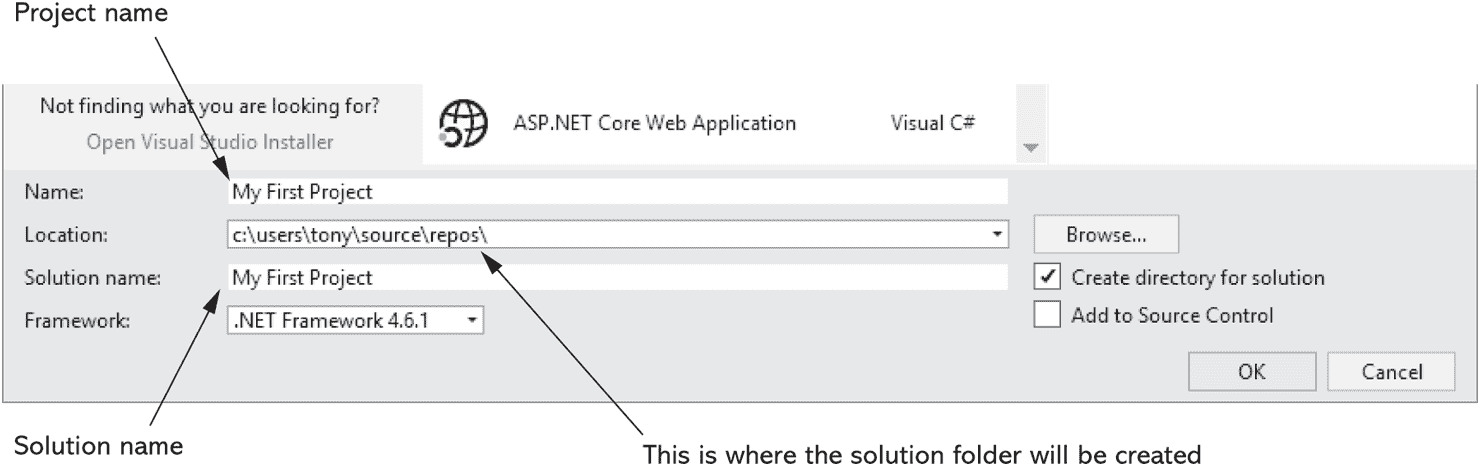 Project name
Not finding what you are looking for?
Open Visual Studio Installer
ASP.NET Core Web Application Visual C#
Name: My First Project
Location: c:\users\tony\source\repos\ Browse...
Solution name: My First Project Create directory for solution
Framework: .NET Framework 4.6.1 Add to Source Control
OK Cancel
Solution name
This is where the solution folder will be created